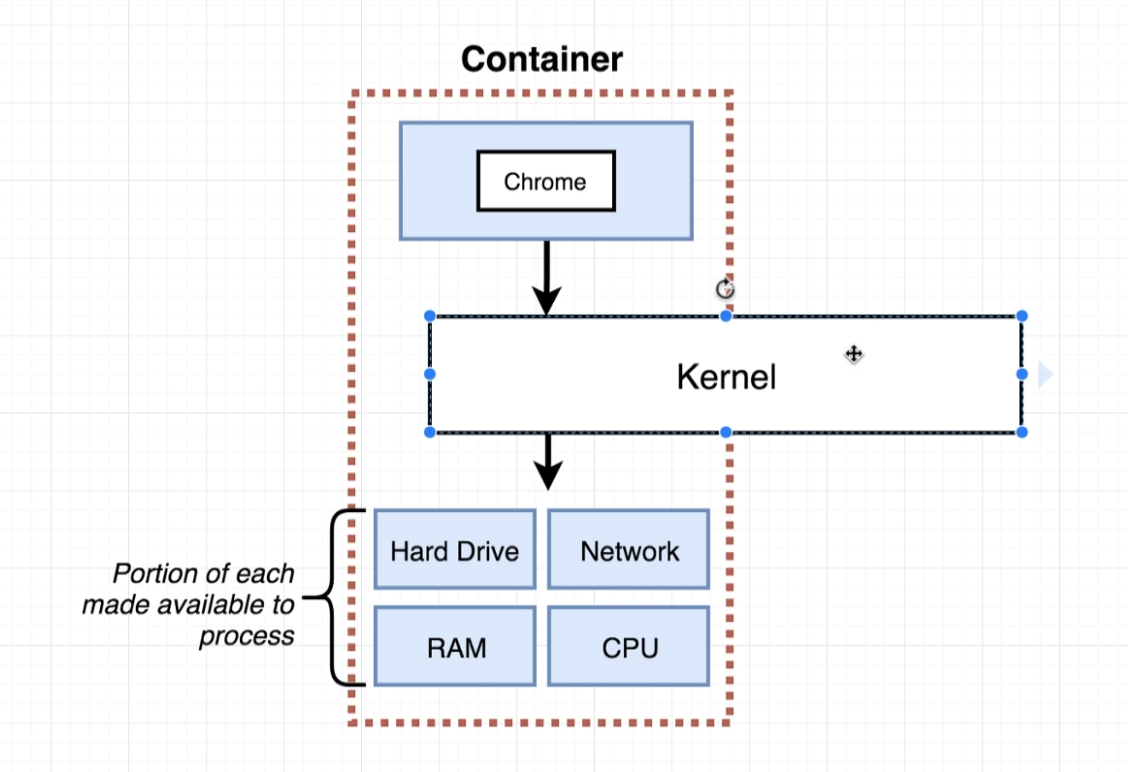 Container
Chrome
Kernel
Hard Drive
Network
Portion of each
made available to
process
RAM
CPU